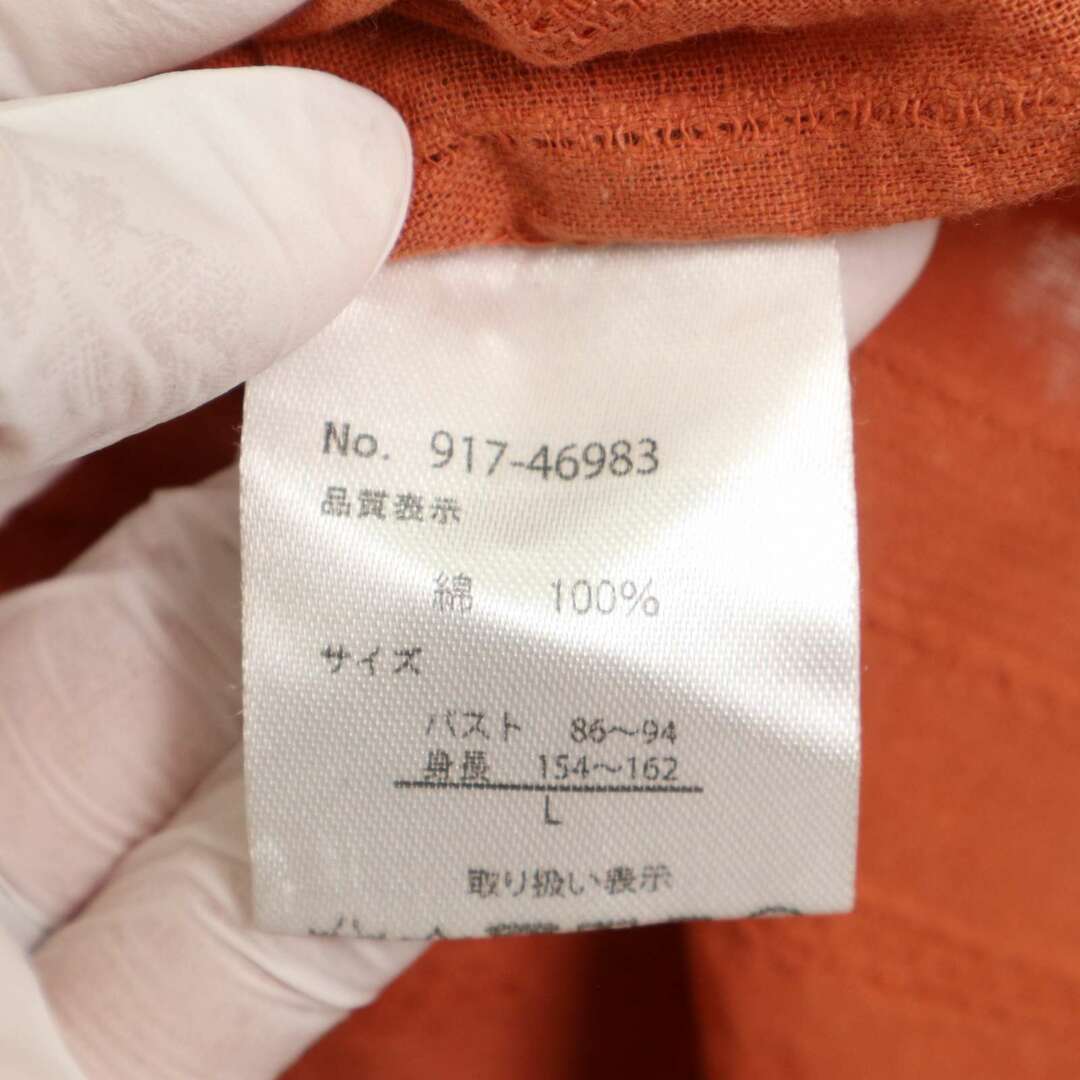 No. 917-46983
品質表示
綿 100%
サイズ
バスト 86〜94
身長 154〜162
L
取り扱い表示